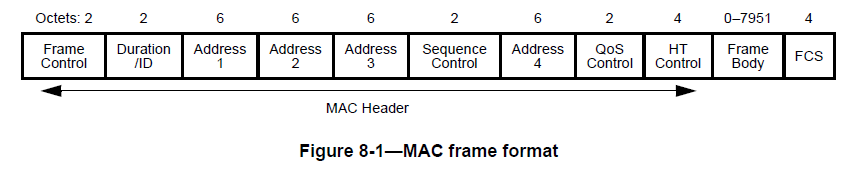 Octets: 2 2 6 6 6 2 6 2 4 0–7951 4
Frame Duration Address Address Address Sequence Address QoS HT Frame FCS
Control /ID 1 2 3 Control 4 Control Control Body
MAC Header
Figure 8-1—MAC frame format